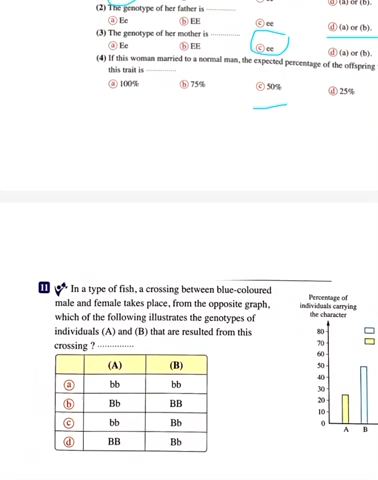 ⓓ (a) or (b).
(2) The genotype of her father is ..............
ⓐ Ee ⓑ EE ⓒ ee ⓓ (a) or (b).
(3) The genotype of her mother is ..............
ⓐ Ee ⓑ EE ⓒ ee ⓓ (a) or (b).
(4) If this woman married to a normal man, the expected percentage of the offspring
this trait is ..............
ⓐ 100% ⓑ 75% ⓒ 50% ⓓ 25%
11 In a type of fish, a crossing between blue-coloured
male and female takes place, from the opposite graph,
which of the following illustrates the genotypes of
individuals (A) and (B) that are resulted from this
crossing ? ..............
(A) (B)
ⓐ bb bb
ⓑ Bb BB
ⓒ bb Bb
ⓓ BB Bb
Percentage of
individuals carrying
the character
80
70
60
50
40
30
20
10
0
A B